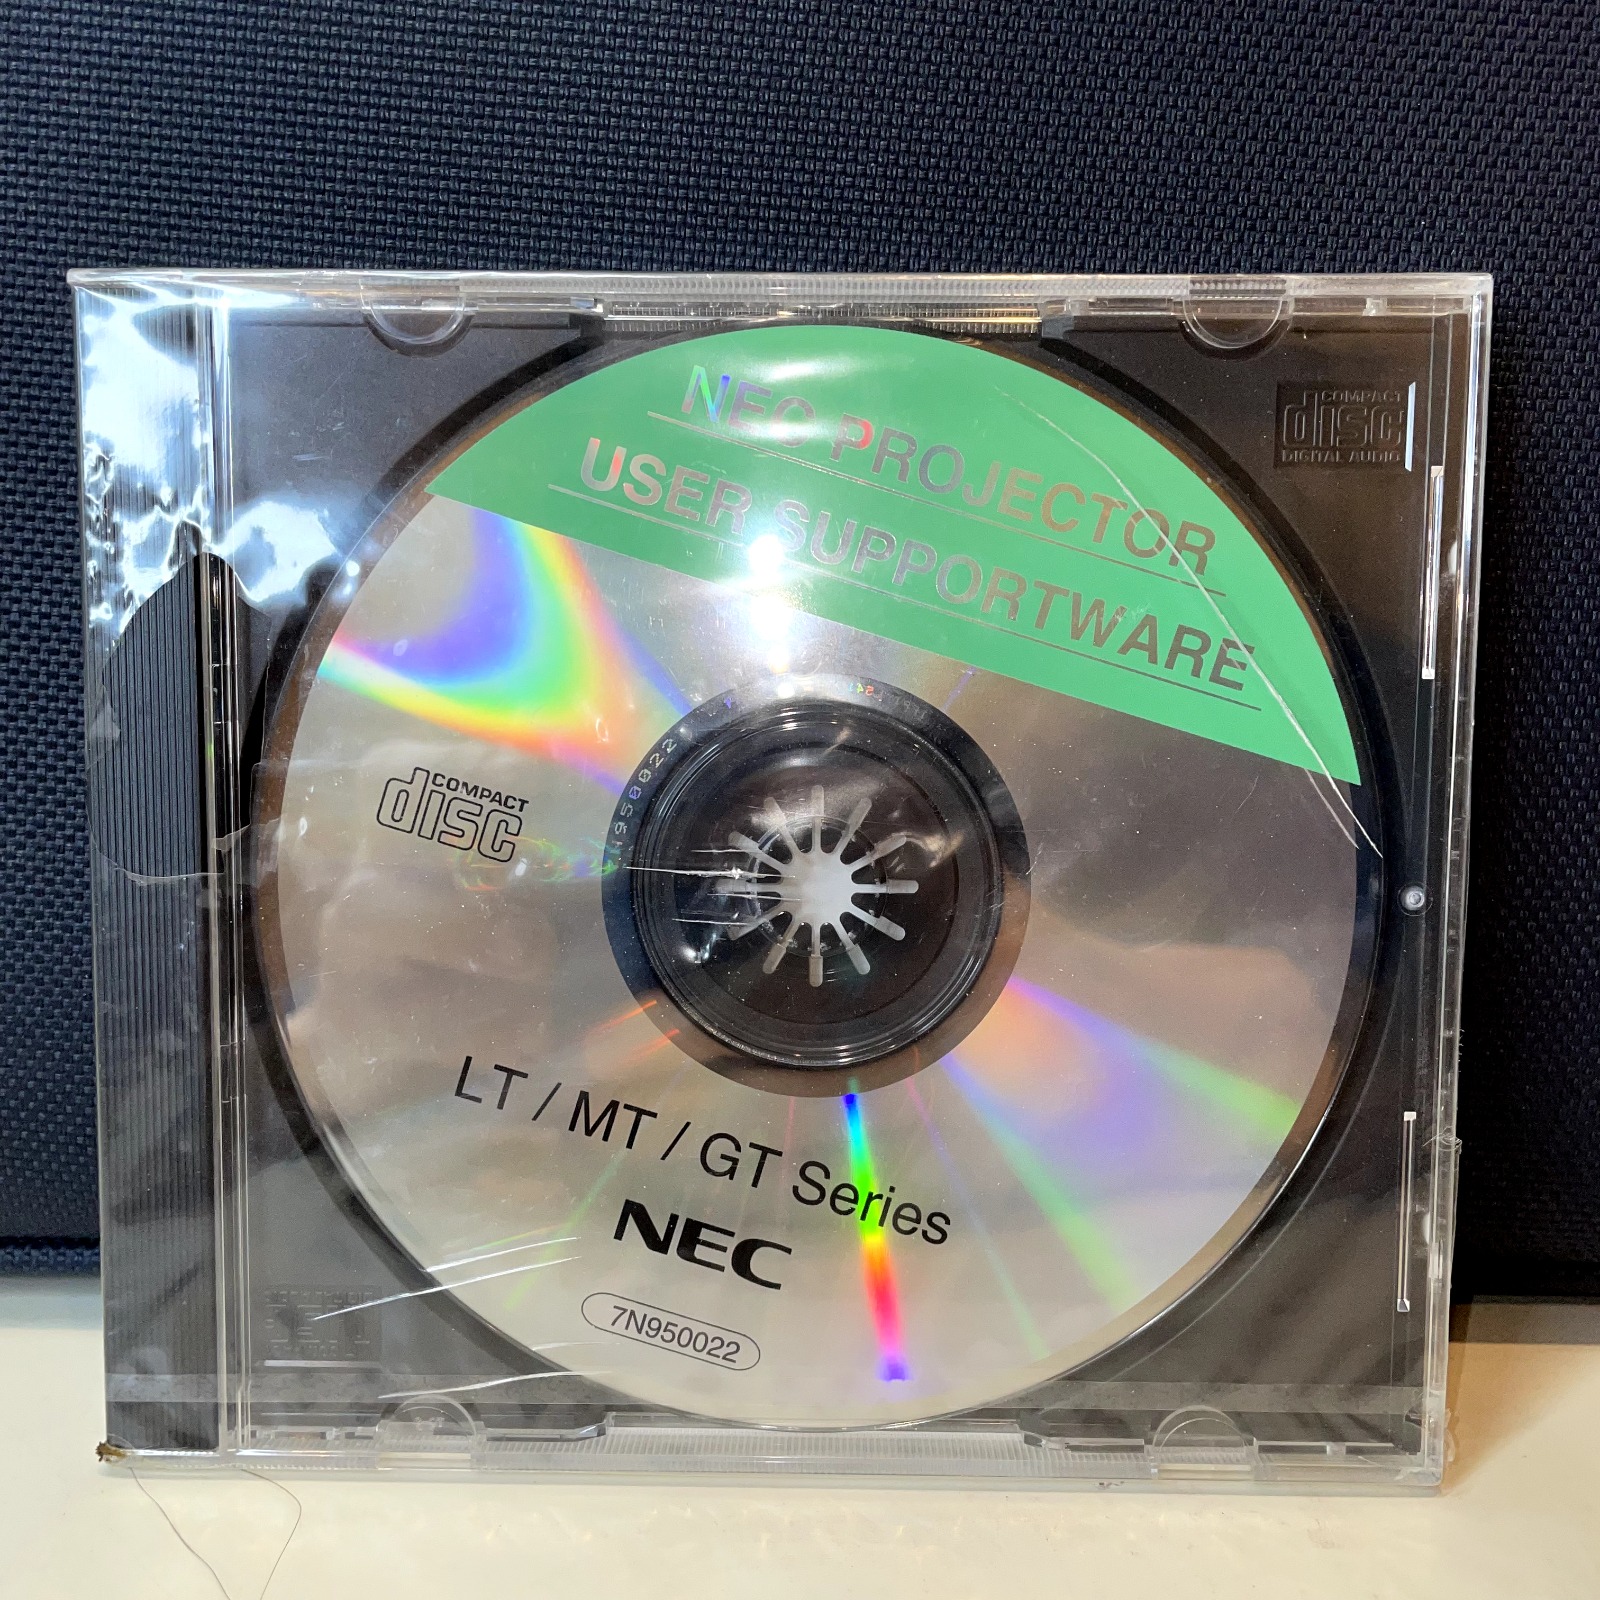 NEC PROJECTOR
USER SUPPORTWARE
COMPACT
disc
DIGITAL AUDIO
COMPACT
disc
LT / MT / GT Series
NEC
7N950022